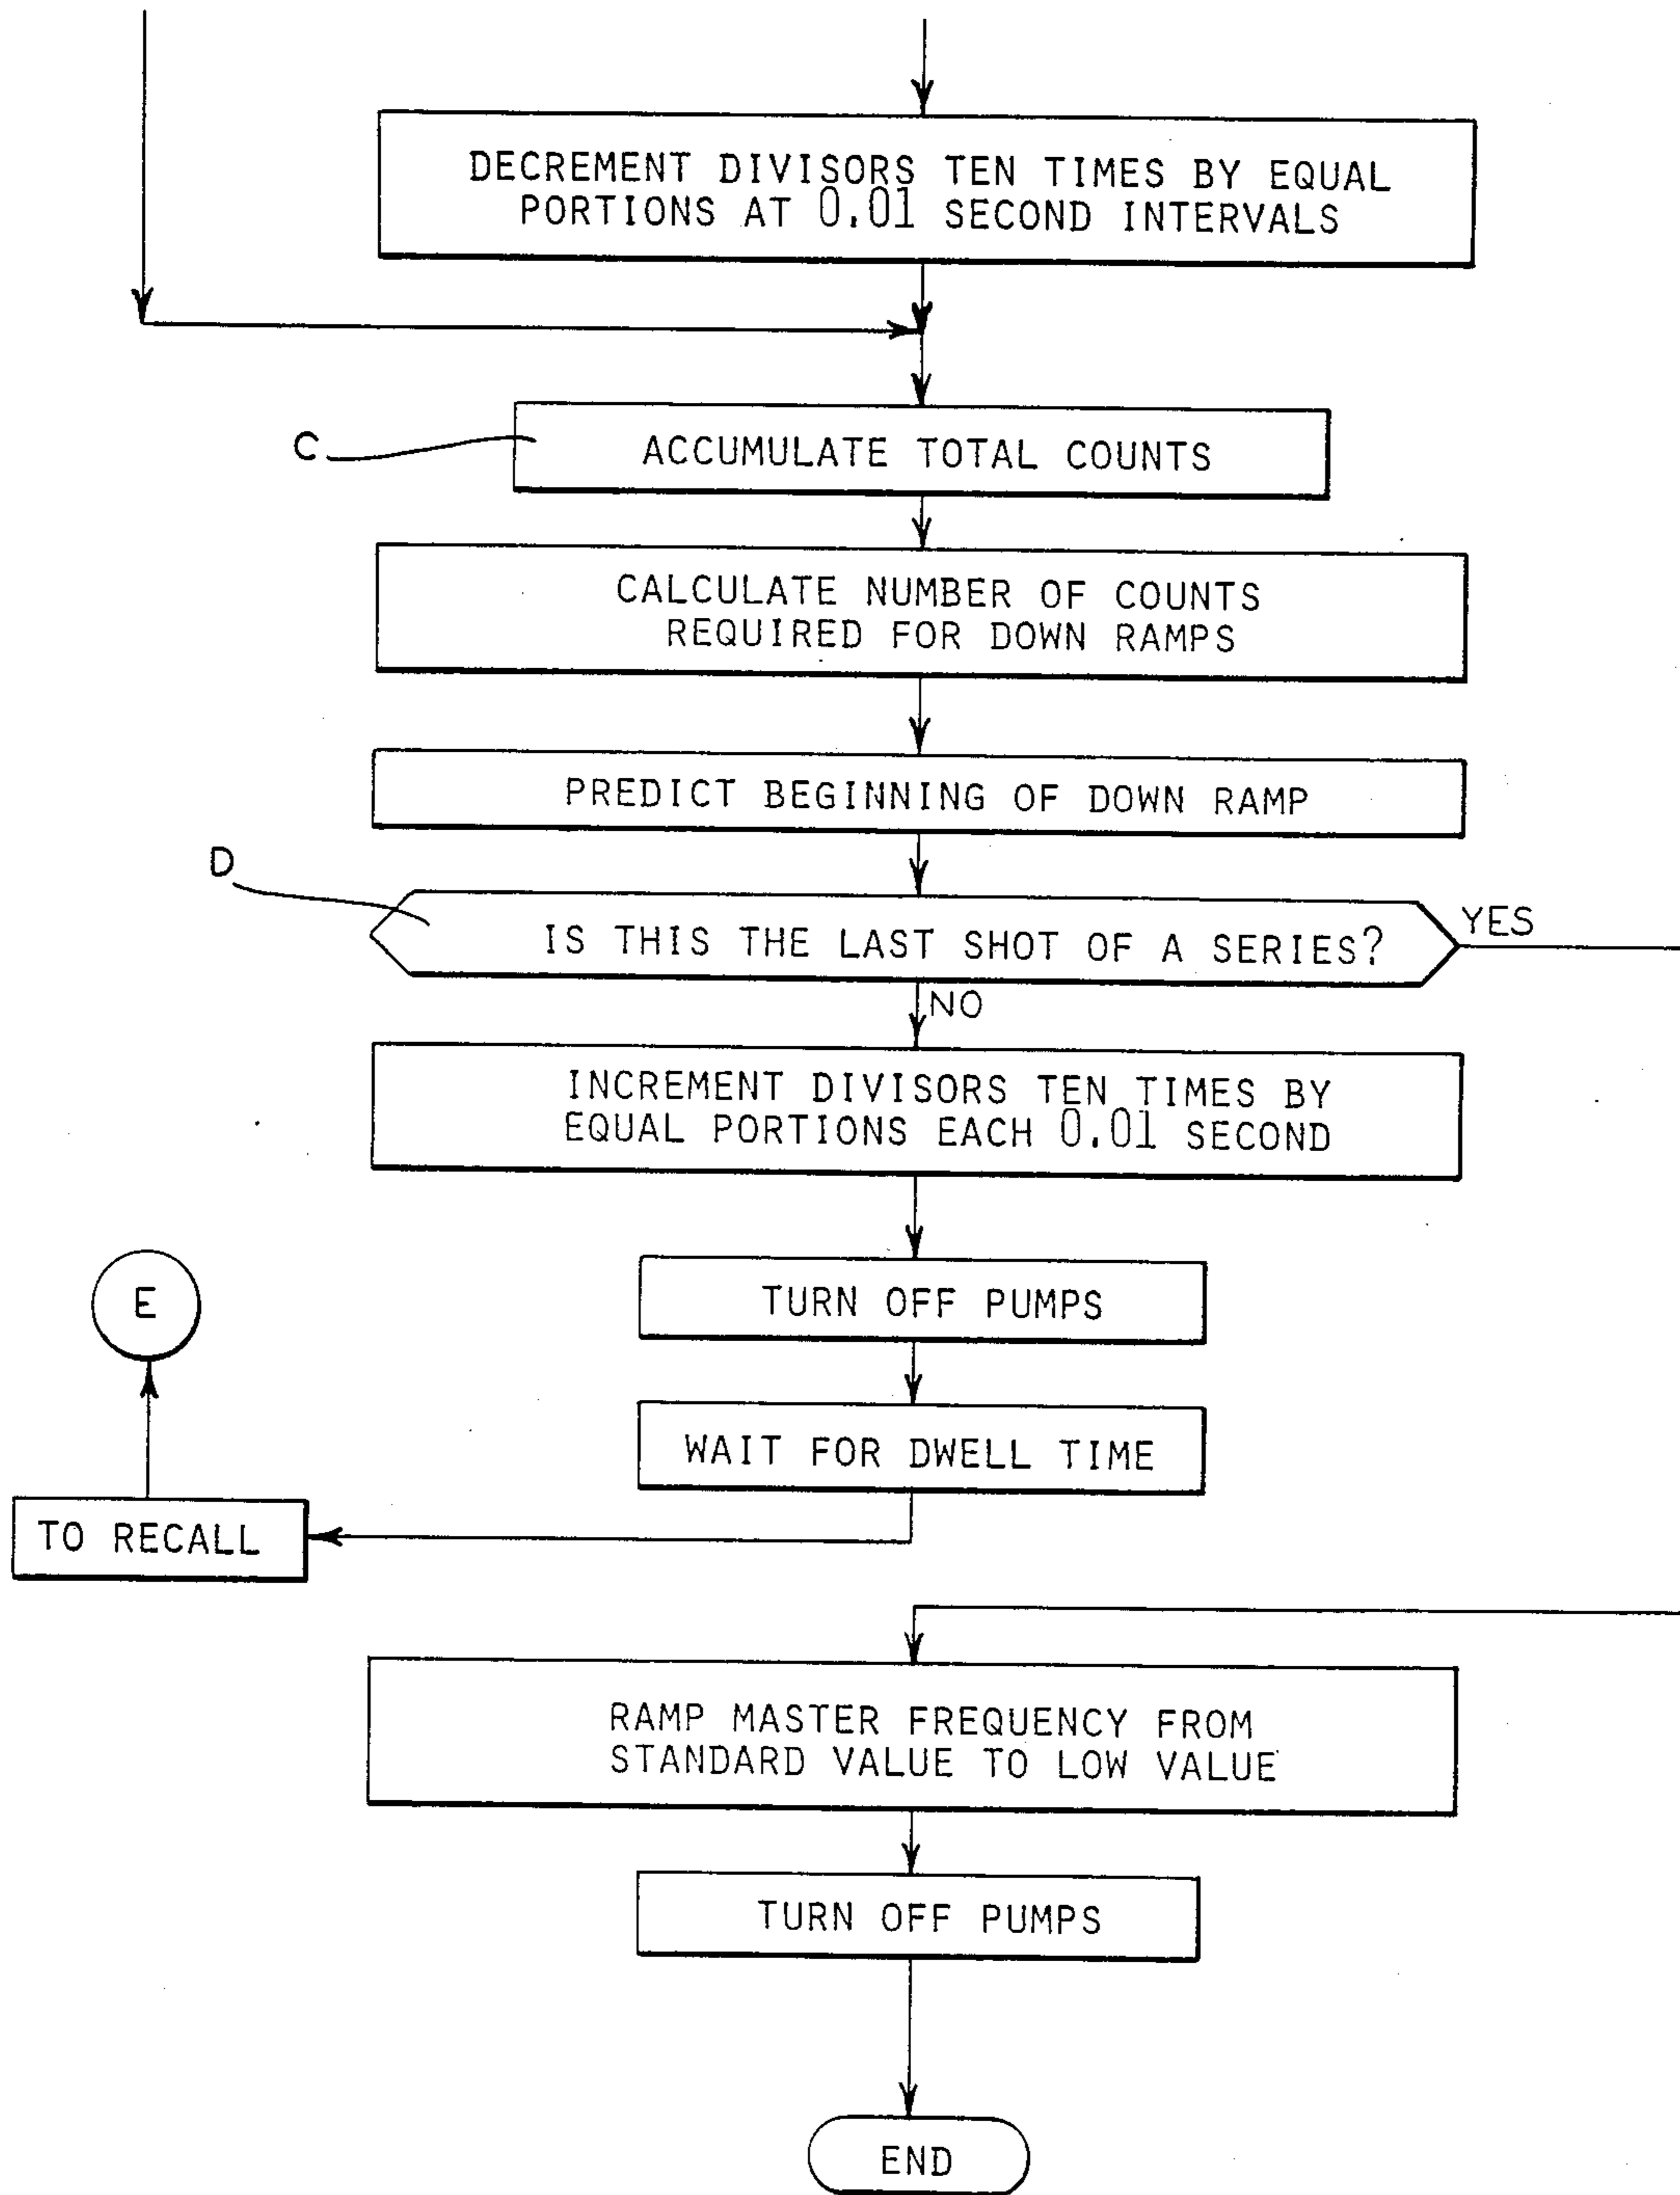 DECREMENT DIVISORS TEN TIMES BY EQUAL
PORTIONS AT 0.01 SECOND INTERVALS
C
ACCUMULATE TOTAL COUNTS
CALCULATE NUMBER OF COUNTS
REQUIRED FOR DOWN RAMPS
PREDICT BEGINNING OF DOWN RAMP
D
IS THIS THE LAST SHOT OF A SERIES?
YES
NO
INCREMENT DIVISORS TEN TIMES BY
EQUAL PORTIONS EACH 0.01 SECOND
TURN OFF PUMPS
E
WAIT FOR DWELL TIME
TO RECALL
RAMP MASTER FREQUENCY FROM
STANDARD VALUE TO LOW VALUE
TURN OFF PUMPS
END